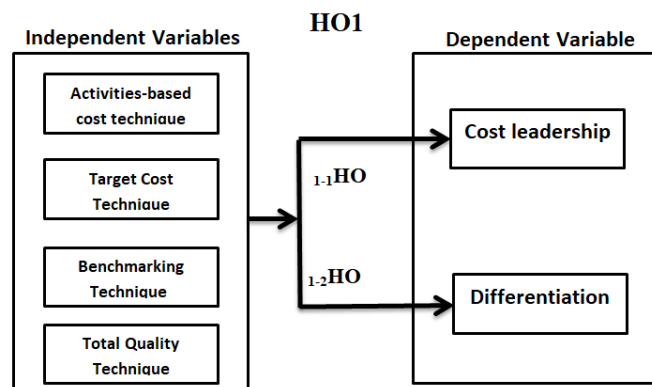 HO1
Independent Variables
Dependent Variable
Activities-based
cost technique
Target Cost
Technique
Benchmarking
Technique
Total Quality
Technique
1-1HO
1-2HO
Cost leadership
Differentiation